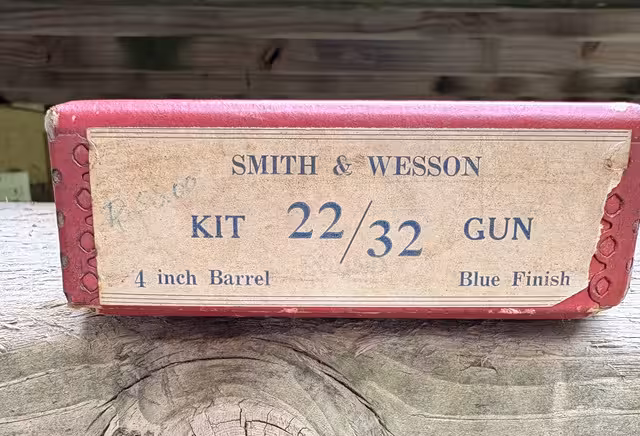 SMITH & WESSON
KIT 22/32 GUN
4 inch Barrel Blue Finish